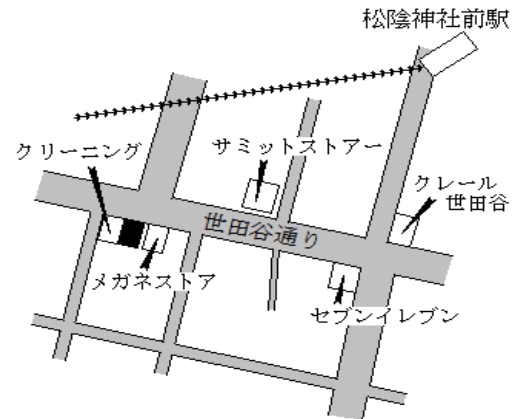 松陰神社前駅
クリーニング
サミットストアー
クレール
世田谷
世田谷通り
メガネストア
セブンイレブン